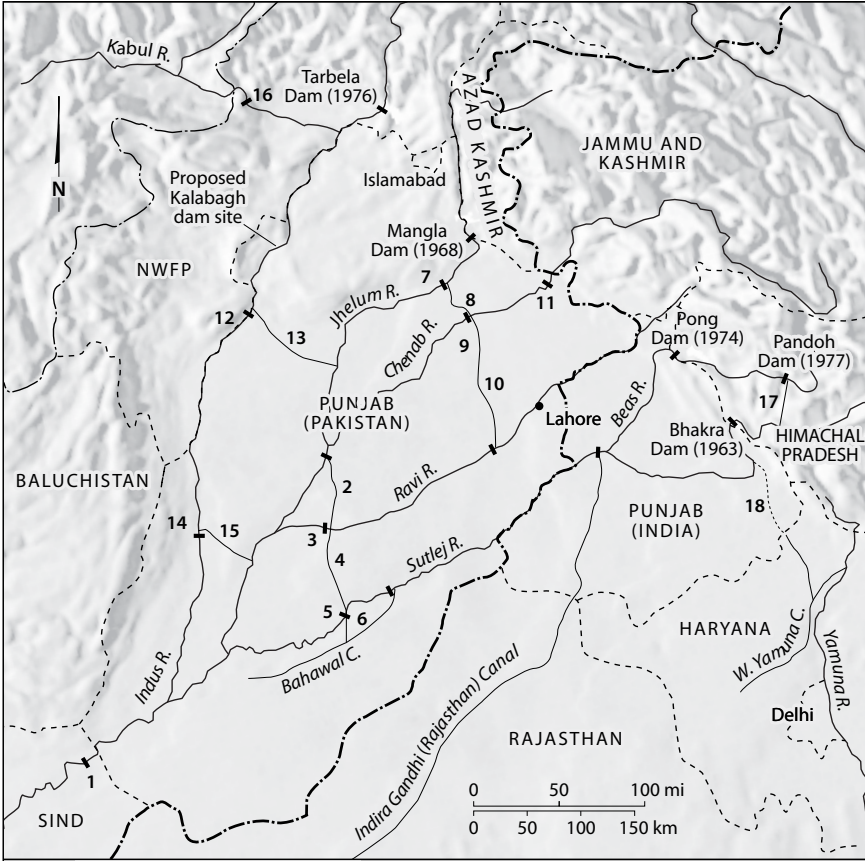 Kabul R.
16
Tarbela
Dam (1976)
AZAD KASHMIR
JAMMU AND
KASHMIR
N
Proposed
Kalabagh
dam site
Islamabad
Mangla
Dam (1968)
NWFP
7
8
11
Jhelum R.
12
13
Chenab R.
9
Pong
Dam (1974)
Pandoh
Dam (1977)
10
17
PUNJAB
(PAKISTAN)
Lahore
Beas R.
Bhakra
Dam (1963)
HIMACHAL
PRADESH
BALUCHISTAN
2
Ravi R.
18
PUNJAB
(INDIA)
14
15
3
4
Sutlej R.
5
6
HARYANA
W. Yamuna C.
Yamuna R.
Bahawal C.
Indus R.
Indira Gandhi (Rajasthan) Canal
Delhi
RAJASTHAN
1
SIND
0 50 100 mi
0 50 100 150 km